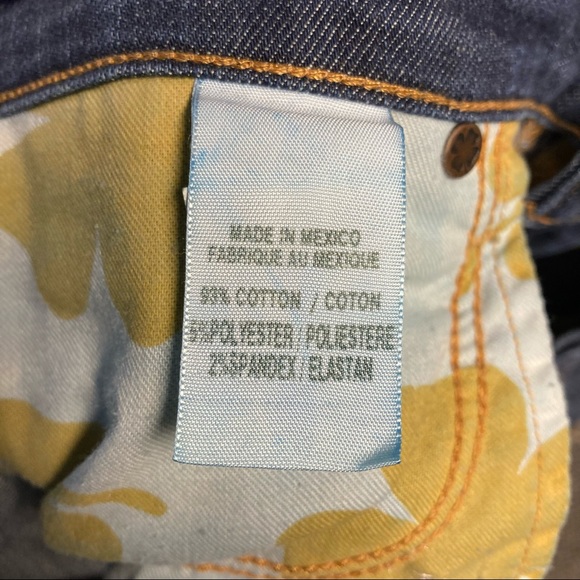 MADE IN MEXICO
FABRIQUE AU MEXIQUE
93% COTTON / COTON
5%POLYESTER / POLIESTERE
2%SPANDEX / ELASTAN